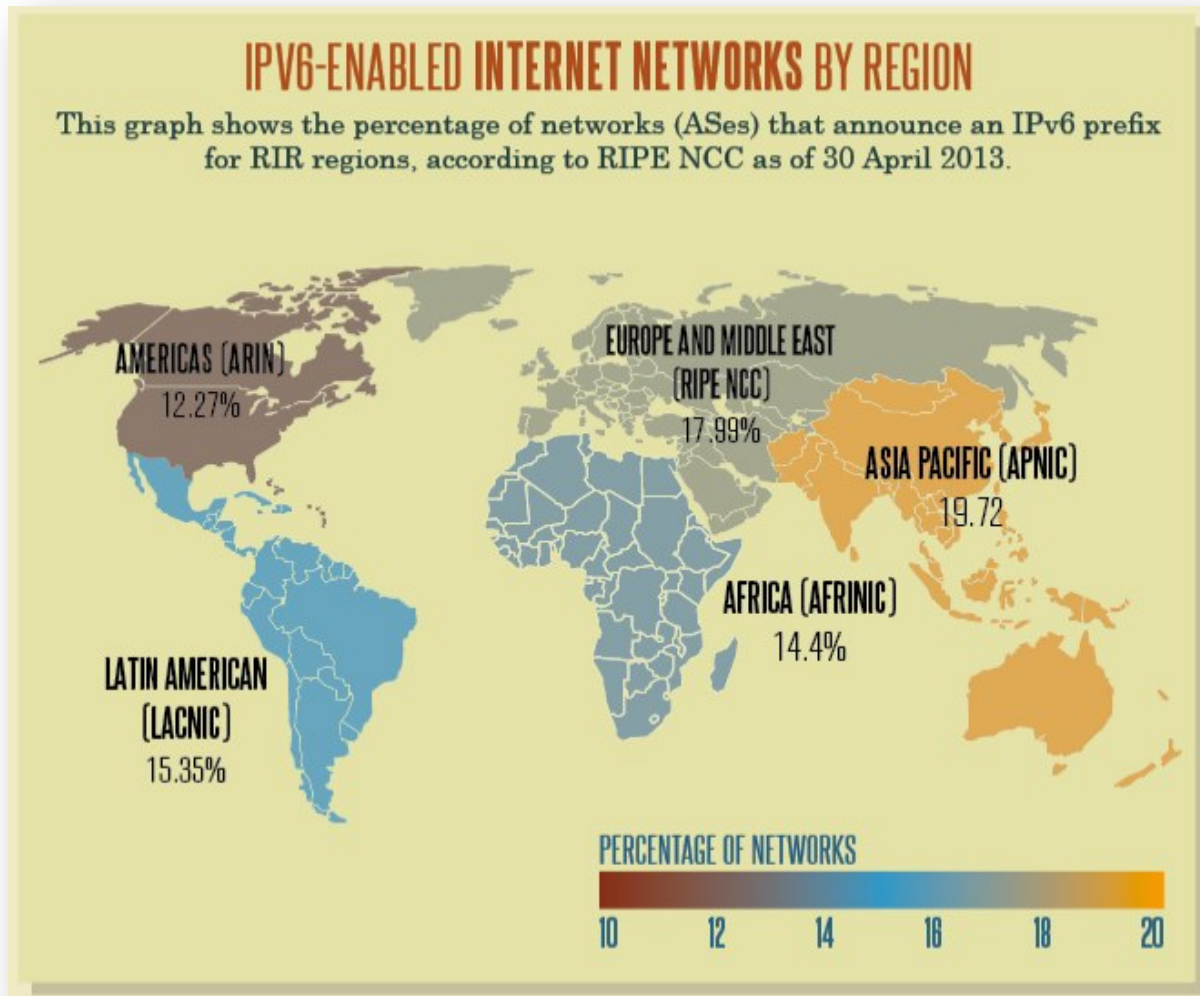 IPV6-ENABLED INTERNET NETWORKS BY REGION
This graph shows the percentage of networks (ASes) that announce an IPv6 prefix
for RIR regions, according to RIPE NCC as of 30 April 2013.
AMERICAS (ARIN)
12.27%
EUROPE AND MIDDLE EAST
(RIPE NCC)
17.99%
ASIA PACIFIC (APNIC)
19.72
AFRICA (AFRINIC)
14.4%
LATIN AMERICAN
(LACNIC)
15.35%
PERCENTAGE OF NETWORKS
10 12 14 16 18 20